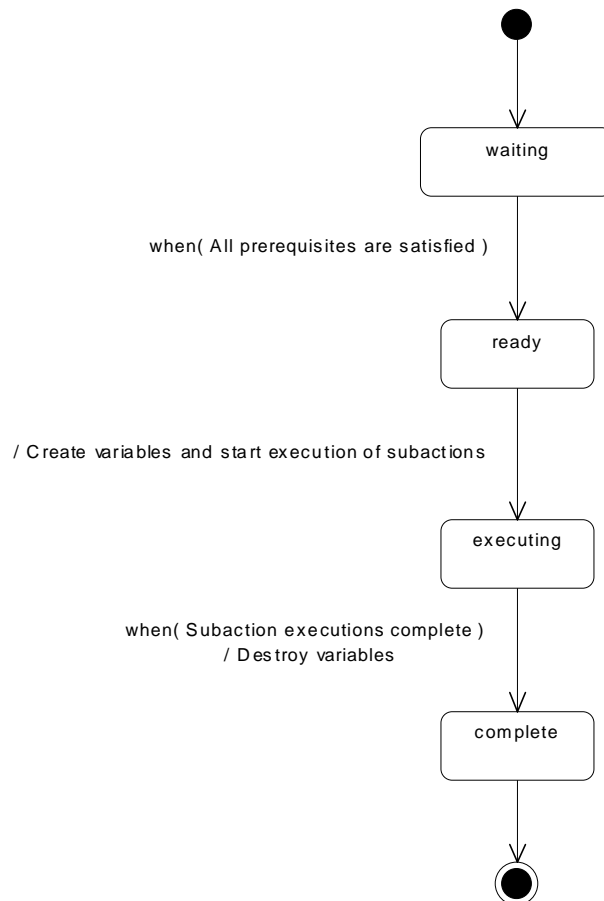 waiting
when( All prerequisites are satisfied )
ready
/ Create variables and start execution of subactions
executing
when( Subaction executions complete )
/ Destroy variables
complete